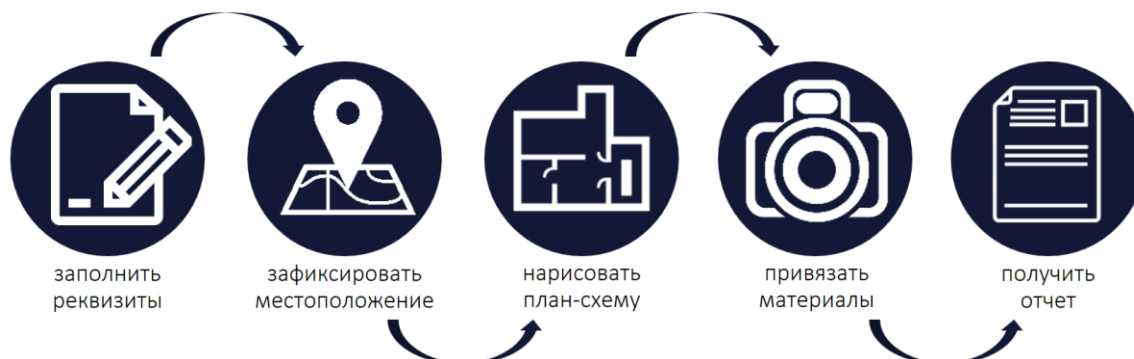 заполнить
реквизиты
зафиксировать
местоположение
нарисовать
план-схему
привязать
материалы
получить
отчет